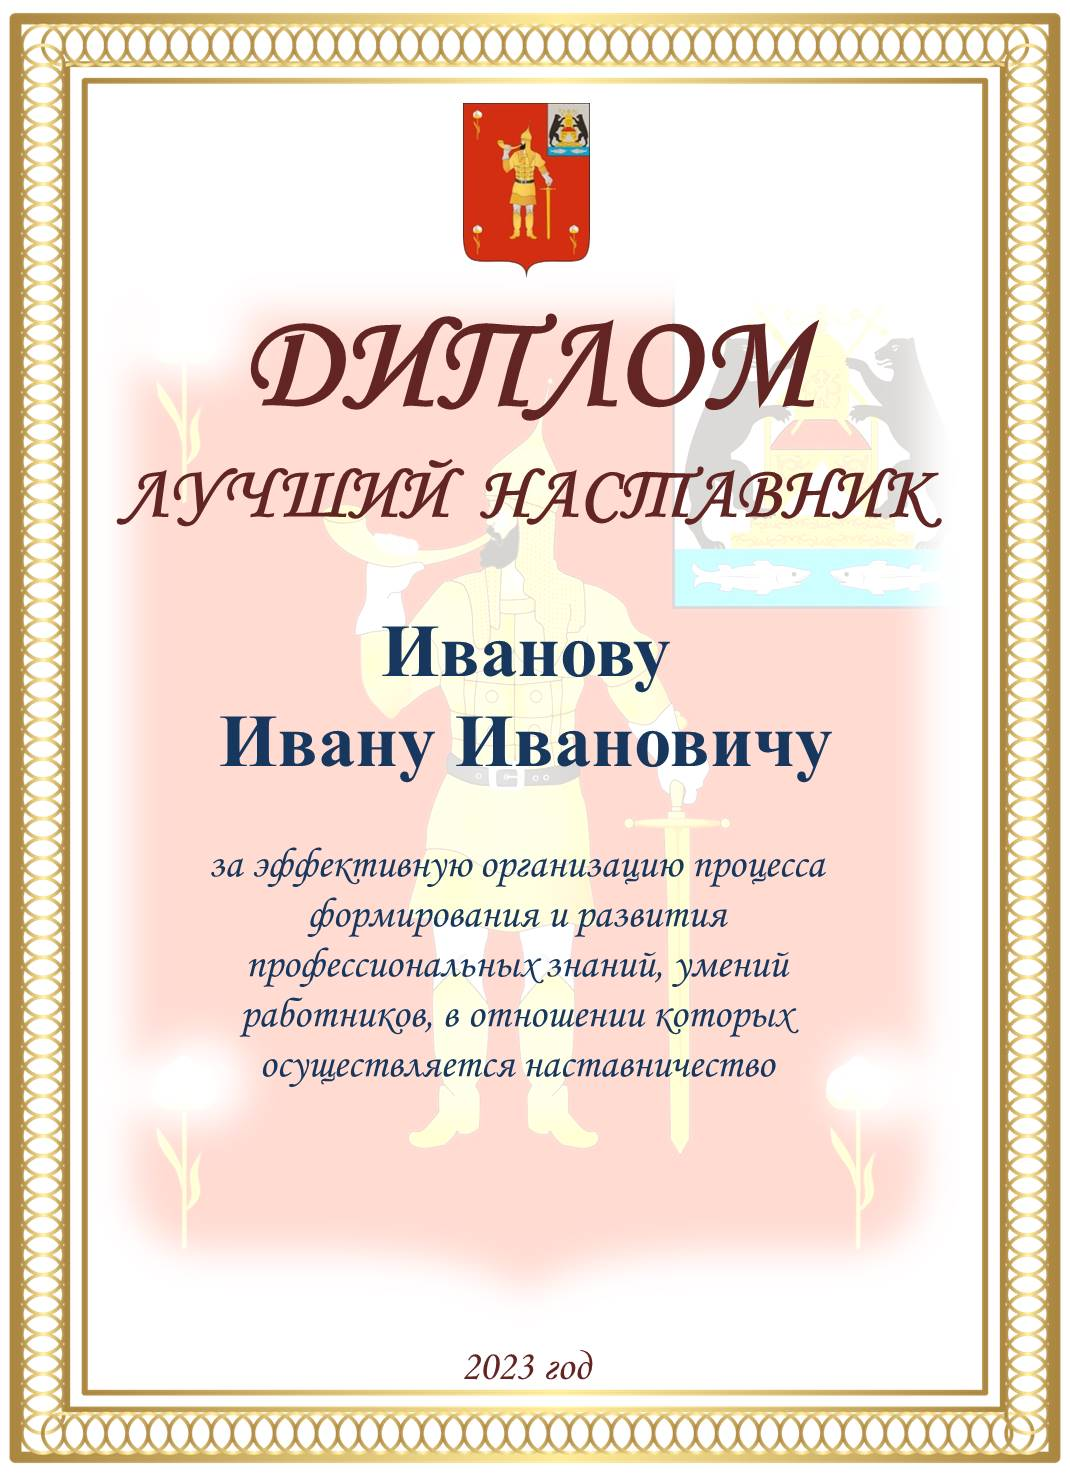 ДИПЛОМ
ЛУЧШИЙ НАСТАВНИК
Иванову
Ивану Ивановичу
за эффективную организацию процесса
формирования и развития
профессиональных знаний, умений
работников, в отношении которых
осуществляется наставничество
2023 год